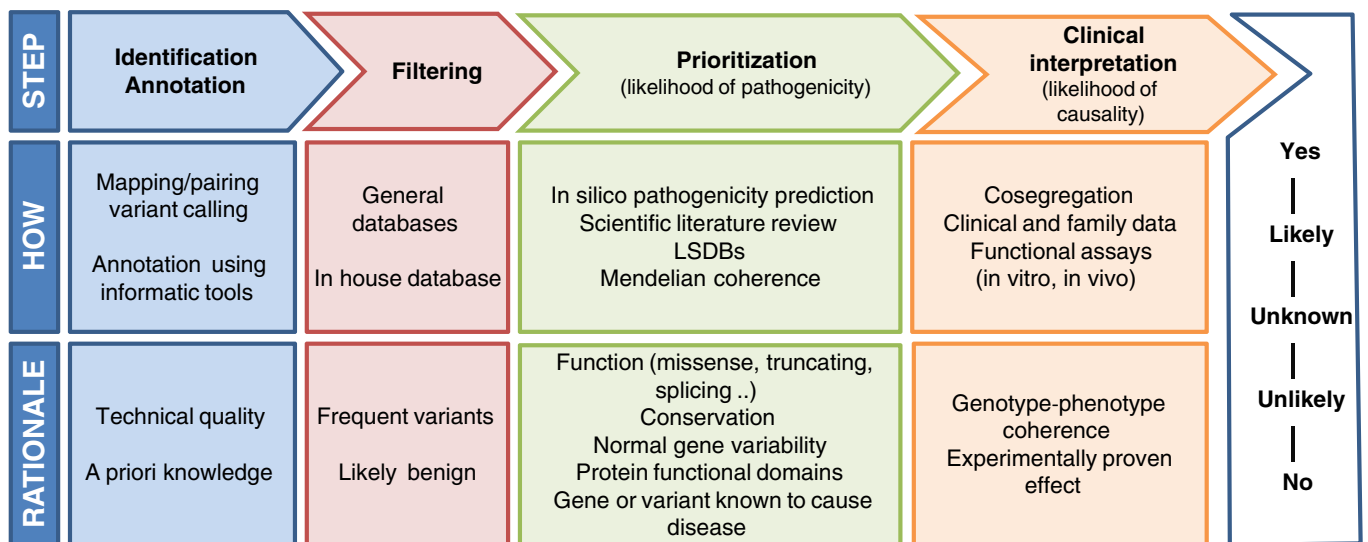 STEP
Identification
Annotation
Filtering
Prioritization
(likelihood of pathogenicity)
Clinical
interpretation
(likelihood of
causality)
HOW
Mapping/pairing
variant calling
Annotation using
informatic tools
General
databases
In house database
In silico pathogenicity prediction
Scientific literature review
LSDBs
Mendelian coherence
Cosegregation
Clinical and family data
Functional assays
(in vitro, in vivo)
RATIONALE
Technical quality
A priori knowledge
Frequent variants
Likely benign
Function (missense, truncating,
splicing ..)
Conservation
Normal gene variability
Protein functional domains
Gene or variant known to cause
disease
Genotype-phenotype
coherence
Experimentally proven
effect
Yes
Likely
Unknown
Unlikely
No